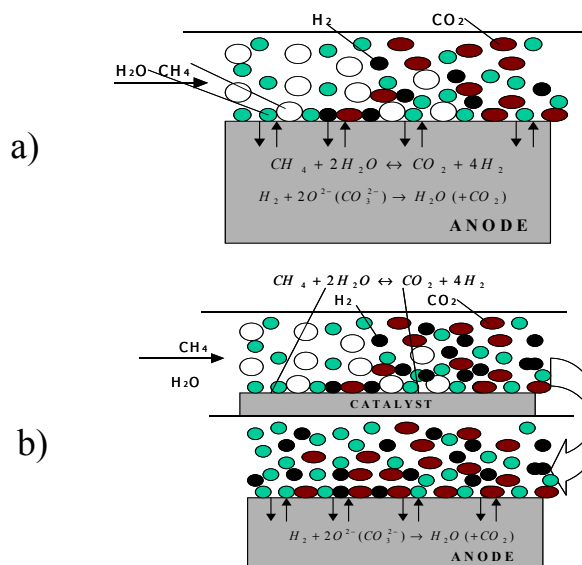 H₂ CO₂
H₂O CH₄
a)
CH₄ + 2H₂O ↔ CO₂ + 4H₂
H₂ + 2O²⁻(CO₃²⁻) → H₂O (+CO₂)
ANODE
CH₄ + 2H₂O ↔ CO₂ + 4H₂
H₂ CO₂
CH₄
H₂O
CATALYST
b)
H₂ + 2O²⁻(CO₃²⁻) → H₂O (+CO₂)
ANODE